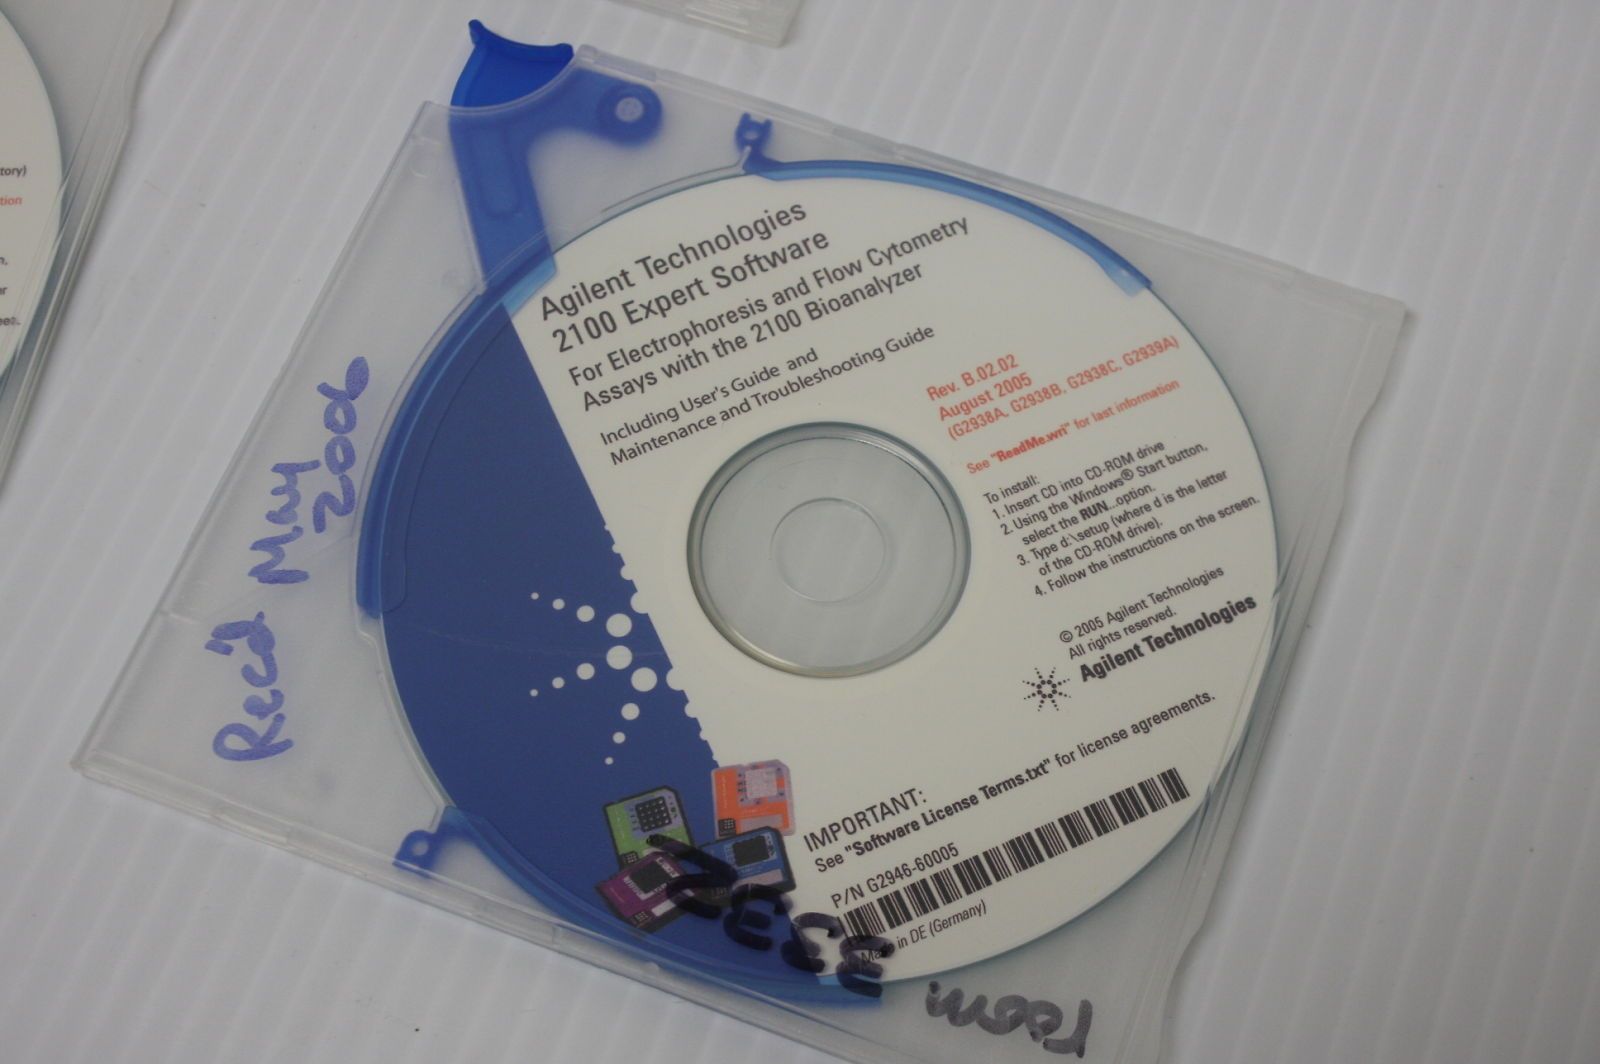 Agilent Technologies
2100 Expert Software
For Electrophoresis and Flow Cytometry
Assays with the 2100 Bioanalyzer
Including User's Guide and
Maintenance and Troubleshooting Guide
Rev. B.02.02
August 2005
(G2938A, G2938B, G2938C, G2939A)
See "ReadMe.wri" for last information
To install:
1. Insert CD into CD-ROM drive
2. Using the Windows® Start button,
select the RUN...option.
3. Type d:\setup (where d is the letter
of the CD-ROM drive).
4. Follow the instructions on the screen.
© 2005 Agilent Technologies
All rights reserved.
Agilent Technologies
IMPORTANT:
See "Software License Terms.txt" for license agreements.
P/N G2946-60005
Made in DE (Germany)
Rec'd May
2006
room
tory)
tion